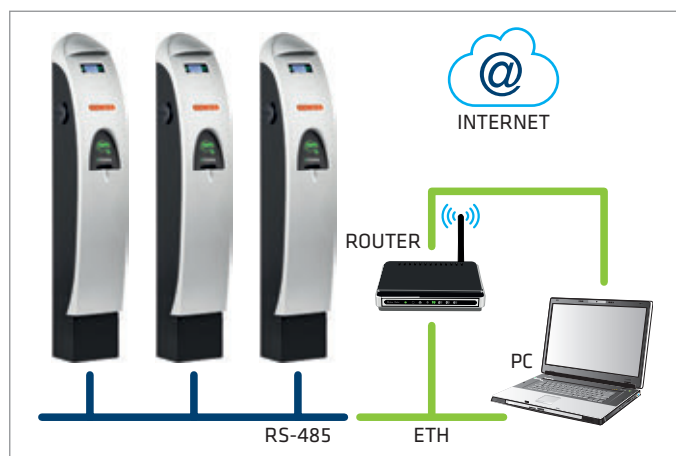 @
INTERNET
ROUTER
PC
RS-485
ETH